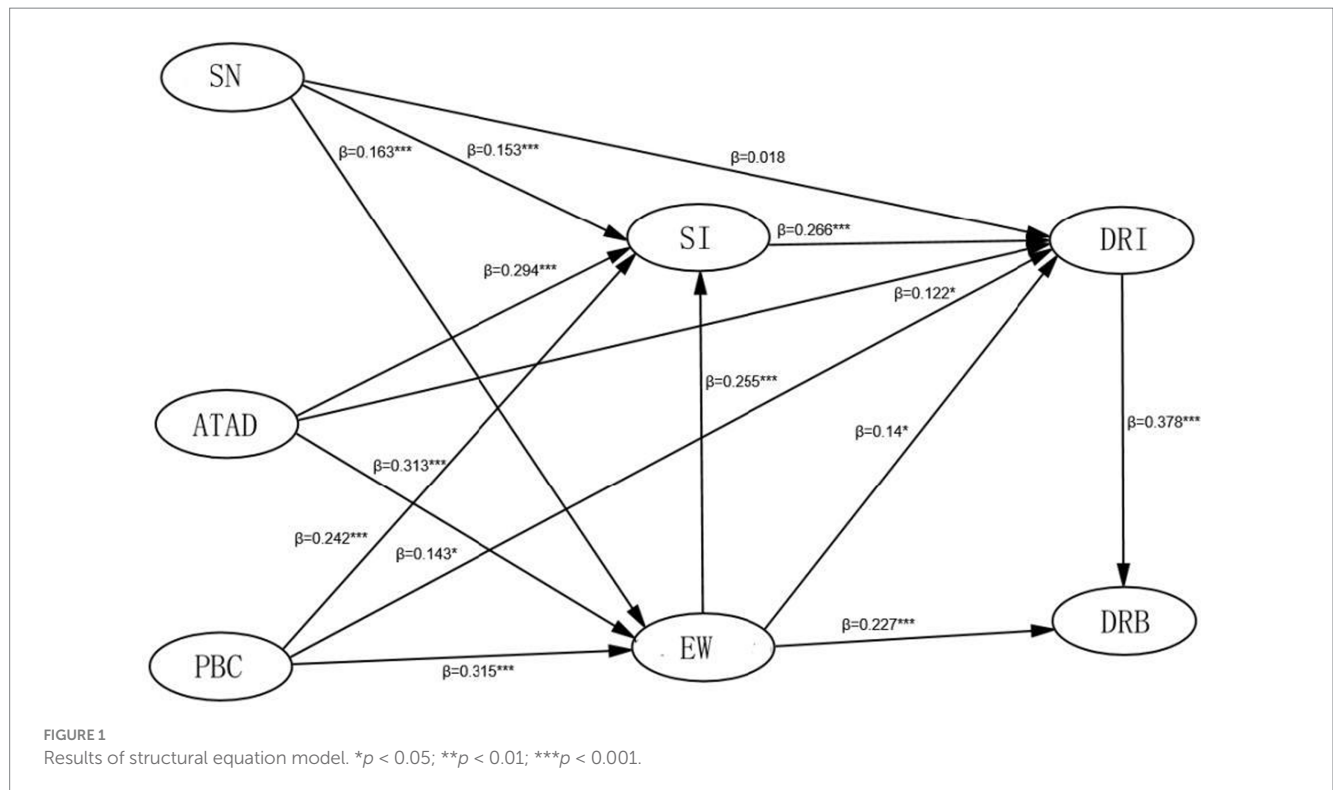 SN
β=0.163***
β=0.153***
β=0.018
SI
β=0.266***
DRI
β=0.294***
β=0.122*
β=0.255***
ATAD
β=0.14*
β=0.378***
β=0.313***
β=0.242***
β=0.143*
PBC
β=0.315***
EW
β=0.227***
DRB
FIGURE 1
Results of structural equation model. *p < 0.05; **p < 0.01; ***p < 0.001.